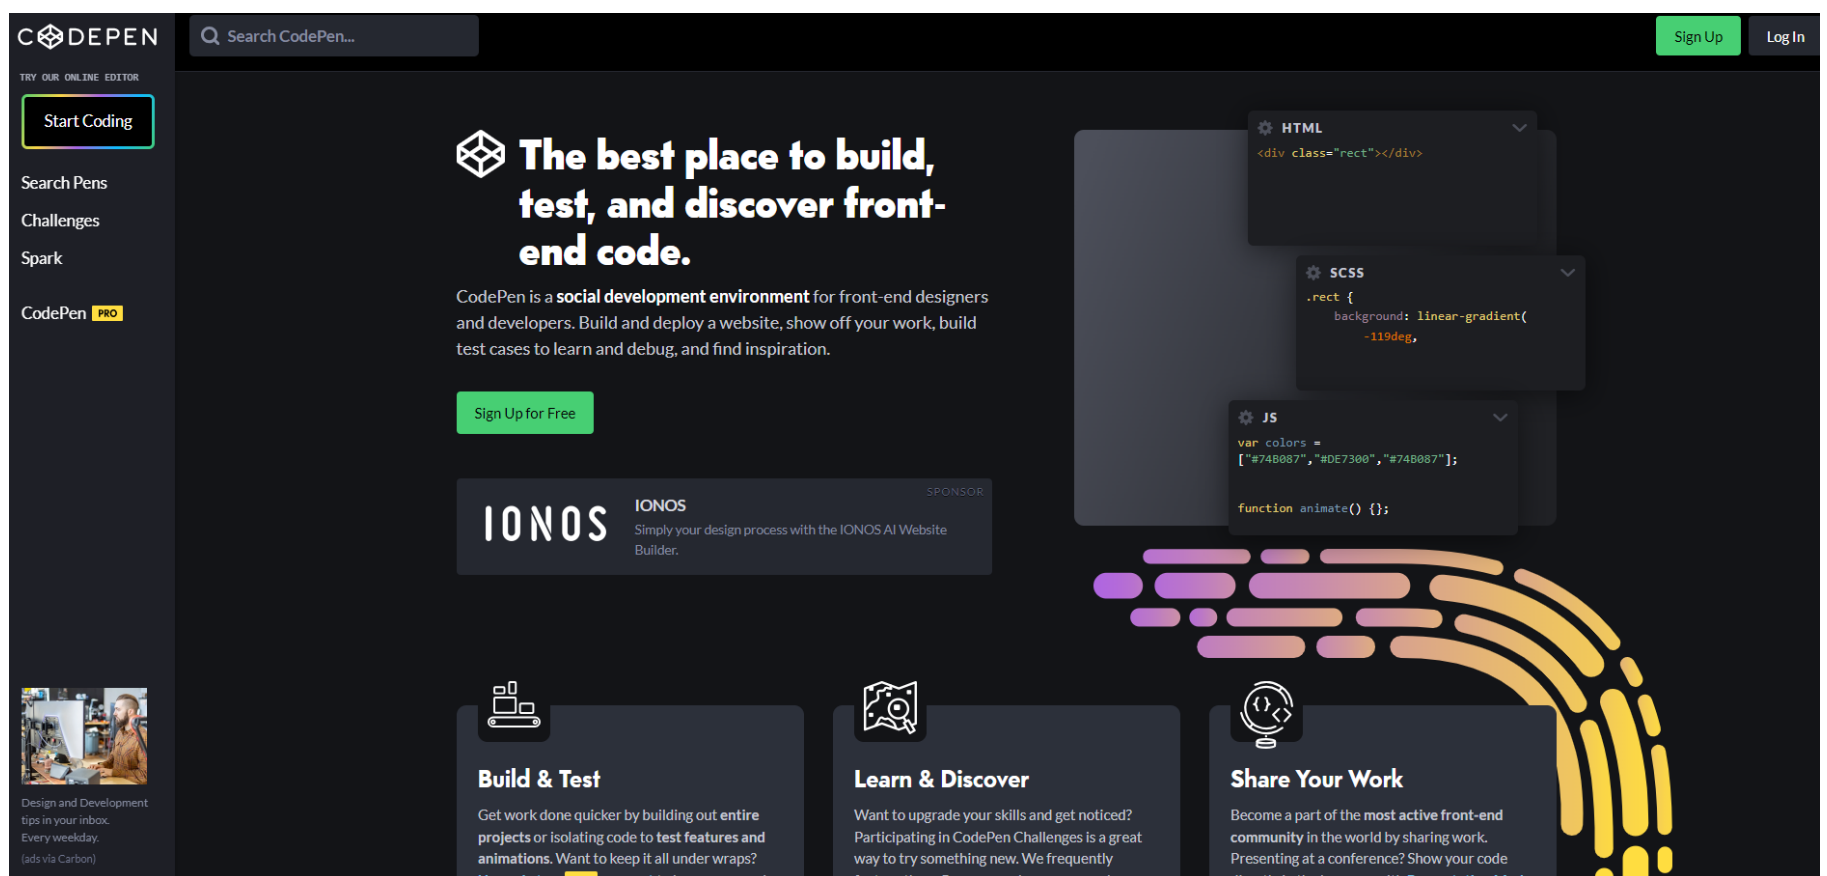 CODEPEN
Search CodePen...
Sign Up
Log In
TRY OUR ONLINE EDITOR
Start Coding
Search Pens
Challenges
Spark
CodePen PRO
The best place to build,
test, and discover front-
end code.
CodePen is a social development environment for front-end designers
and developers. Build and deploy a website, show off your work, build
test cases to learn and debug, and find inspiration.
Sign Up for Free
SPONSOR
IONOS
IONOS
Simply your design process with the IONOS AI Website
Builder.
HTML
<div class="rect"></div>
SCSS
.rect {
background: linear-gradient(
-119deg,
JS
var colors =
["#74B087","#DE7300","#74B087"];
function animate() {};
Build & Test
Get work done quicker by building out entire
projects or isolating code to test features and
animations. Want to keep it all under wraps?
Learn & Discover
Want to upgrade your skills and get noticed?
Participating in CodePen Challenges is a great
way to try something new. We frequently
Share Your Work
Become a part of the most active front-end
community in the world by sharing work.
Presenting at a conference? Show your code
Design and Development
tips in your inbox.
Every weekday.
(ads via Carbon)